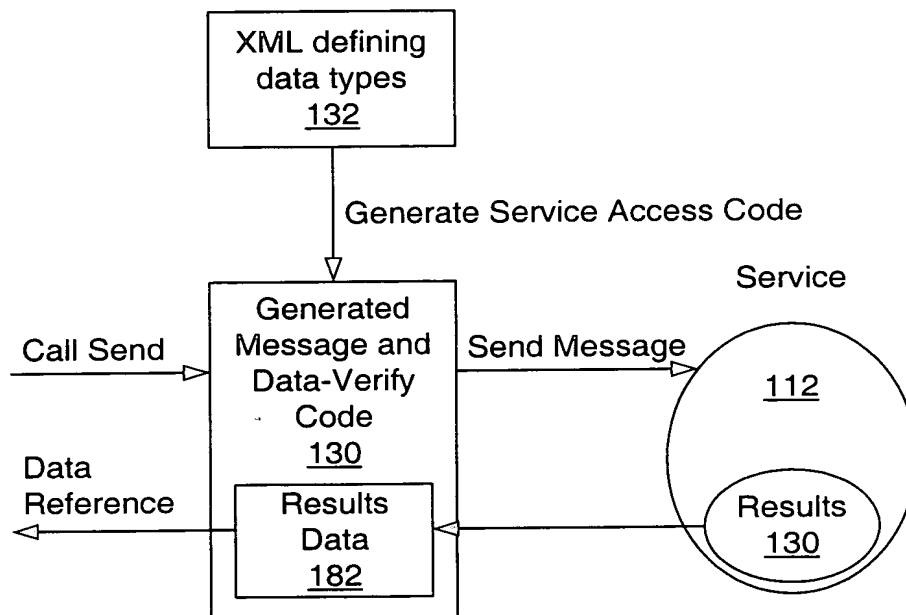 XML defining
data types
132
Generate Service Access Code
Service
Call Send
Generated
Message and
Data-Verify
Code
130
Send Message
112
Data
Reference
Results
Data
182
Results
130